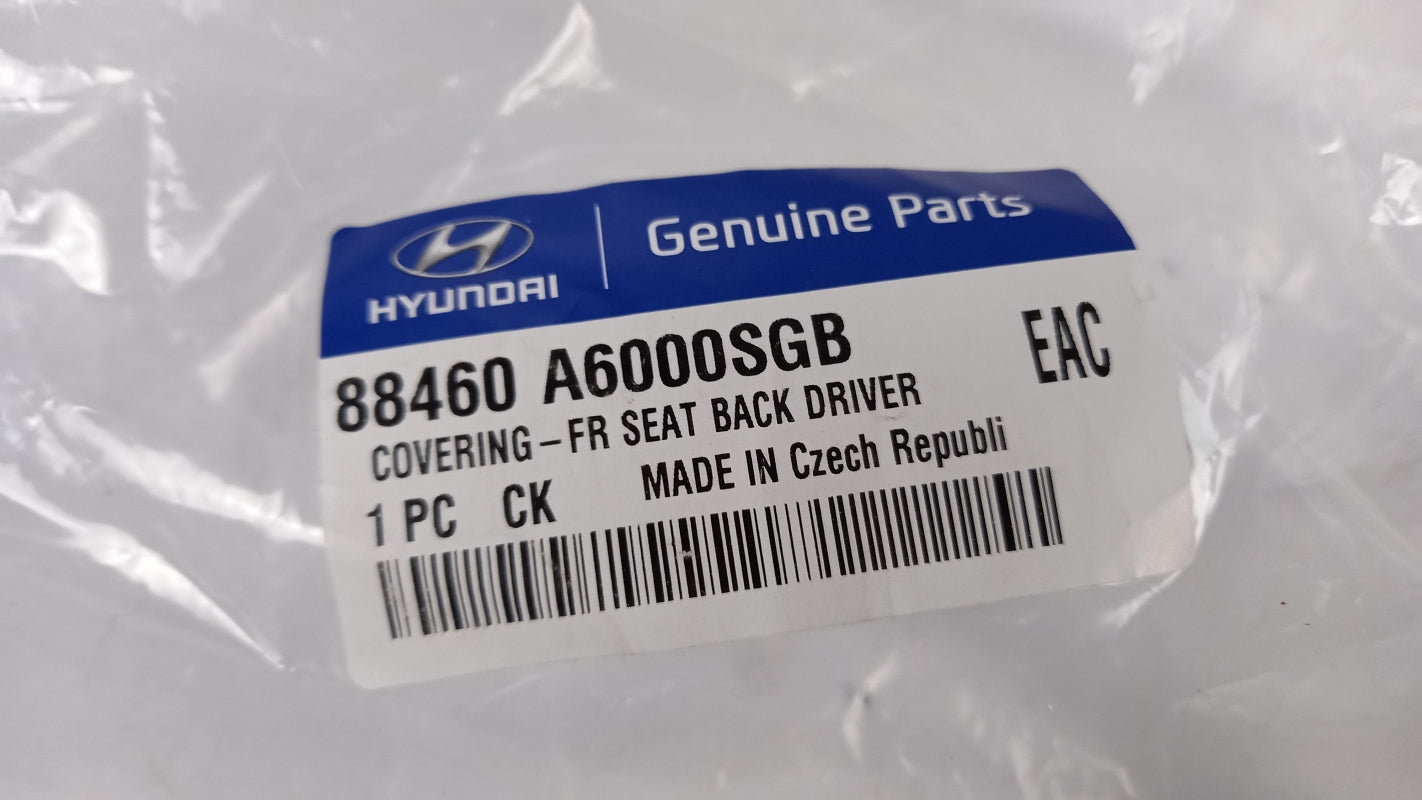 HYUNDAI
Genuine Parts
88460 A6000SGB
EAC
COVERING-FR SEAT BACK DRIVER
1 PC CK MADE IN Czech Republi